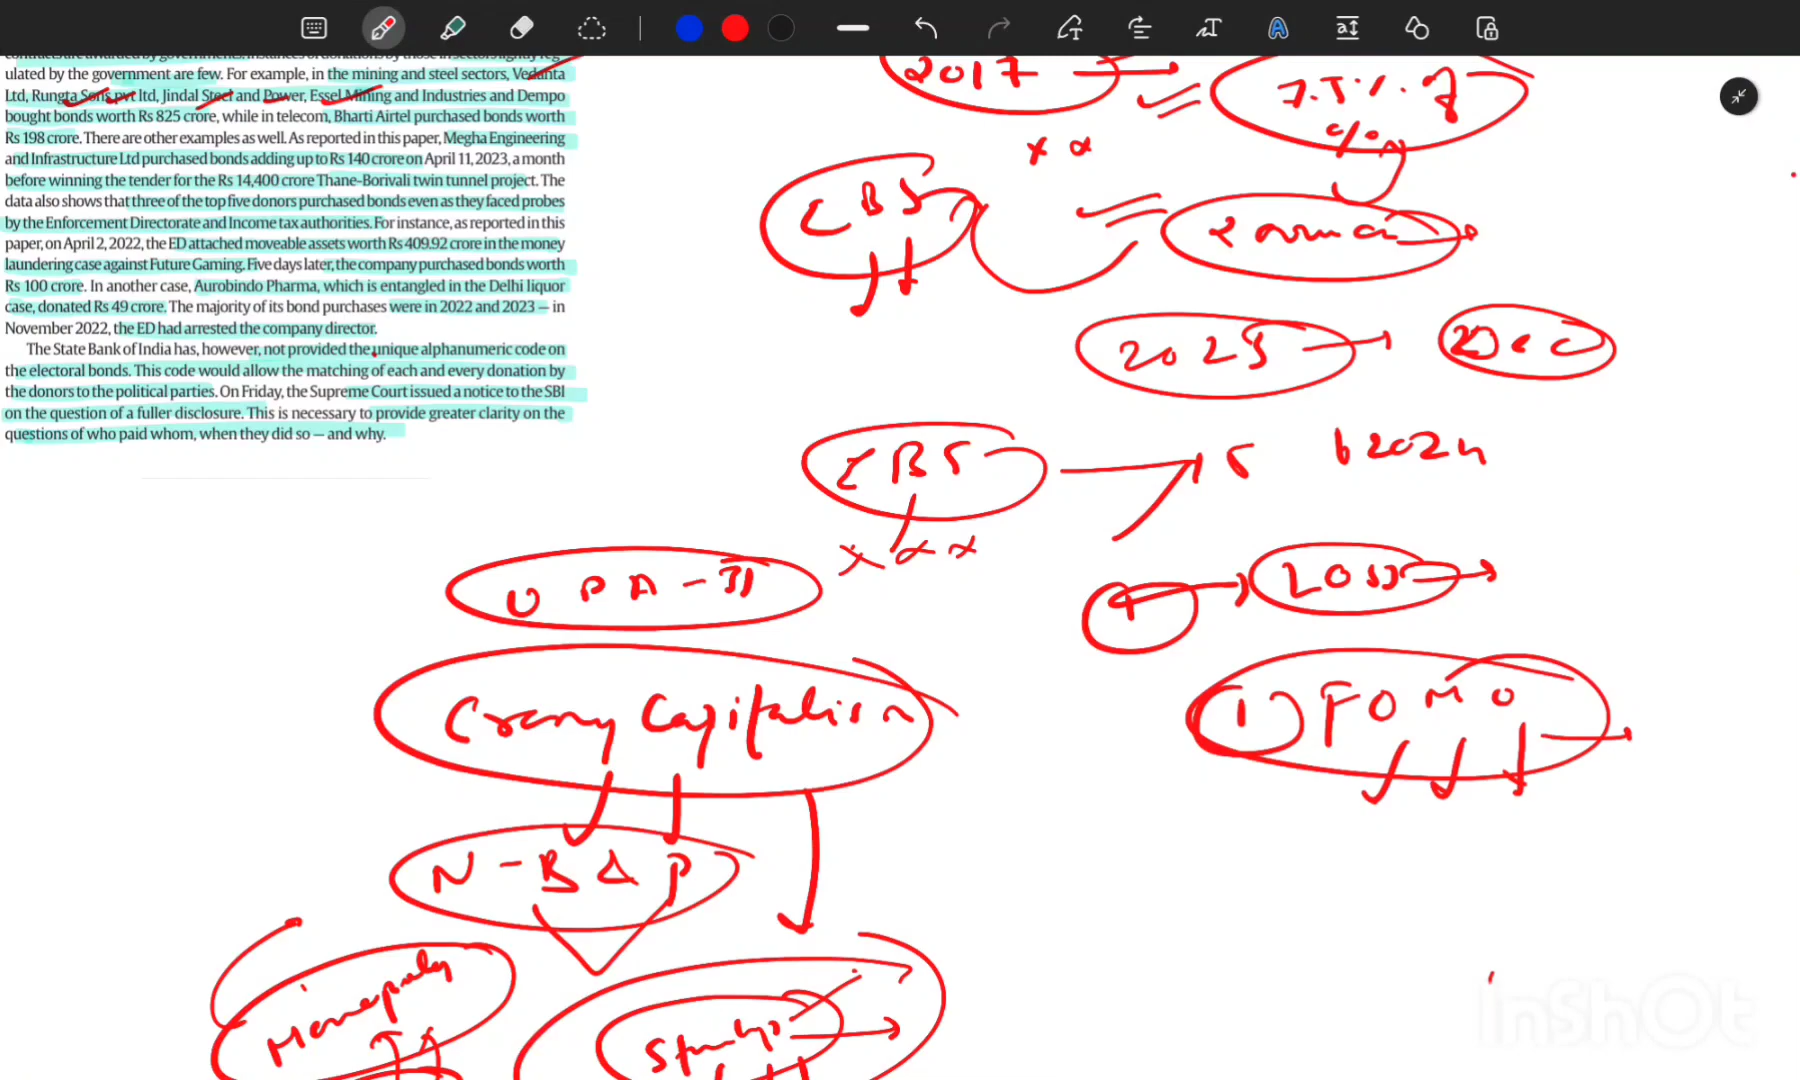 ulated by the government are few. For example, in the mining and steel sectors, Vedanta
Ltd, Rungta Sons pvt ltd, Jindal Steel and Power, Essel Mining and Industries and Dempo
bought bonds worth Rs 825 crore, while in telecom, Bharti Airtel purchased bonds worth
Rs 198 crore. There are other examples as well. As reported in this paper, Megha Engineering
and Infrastructure Ltd purchased bonds adding up to Rs 140 crore on April 11, 2023, a month
before winning the tender for the Rs 14,400 crore Thane-Borivali twin tunnel project. The
data also shows that three of the top five donors purchased bonds even as they faced probes
by the Enforcement Directorate and Income tax authorities. For instance, as reported in this
paper, on April 2, 2022, the ED attached moveable assets worth Rs 409.92 crore in the money
laundering case against Future Gaming. Five days later, the company purchased bonds worth
Rs 100 crore. In another case, Aurobindo Pharma, which is entangled in the Delhi liquor
case, donated Rs 49 crore. The majority of its bond purchases were in 2022 and 2023 — in
November 2022, the ED had arrested the company director.
The State Bank of India has, however, not provided the unique alphanumeric code on
the electoral bonds. This code would allow the matching of each and every donation by
the donors to the political parties. On Friday, the Supreme Court issued a notice to the SBI
on the question of a fuller disclosure. This is necessary to provide greater clarity on the
questions of who paid whom, when they did so — and why.
2017
7.5%
EBS
2023
Dec
EBS
2024
UPA-II
LOSS
Crony Capitalism
1) FOMO
N-B & P
Monopoly
InShOt